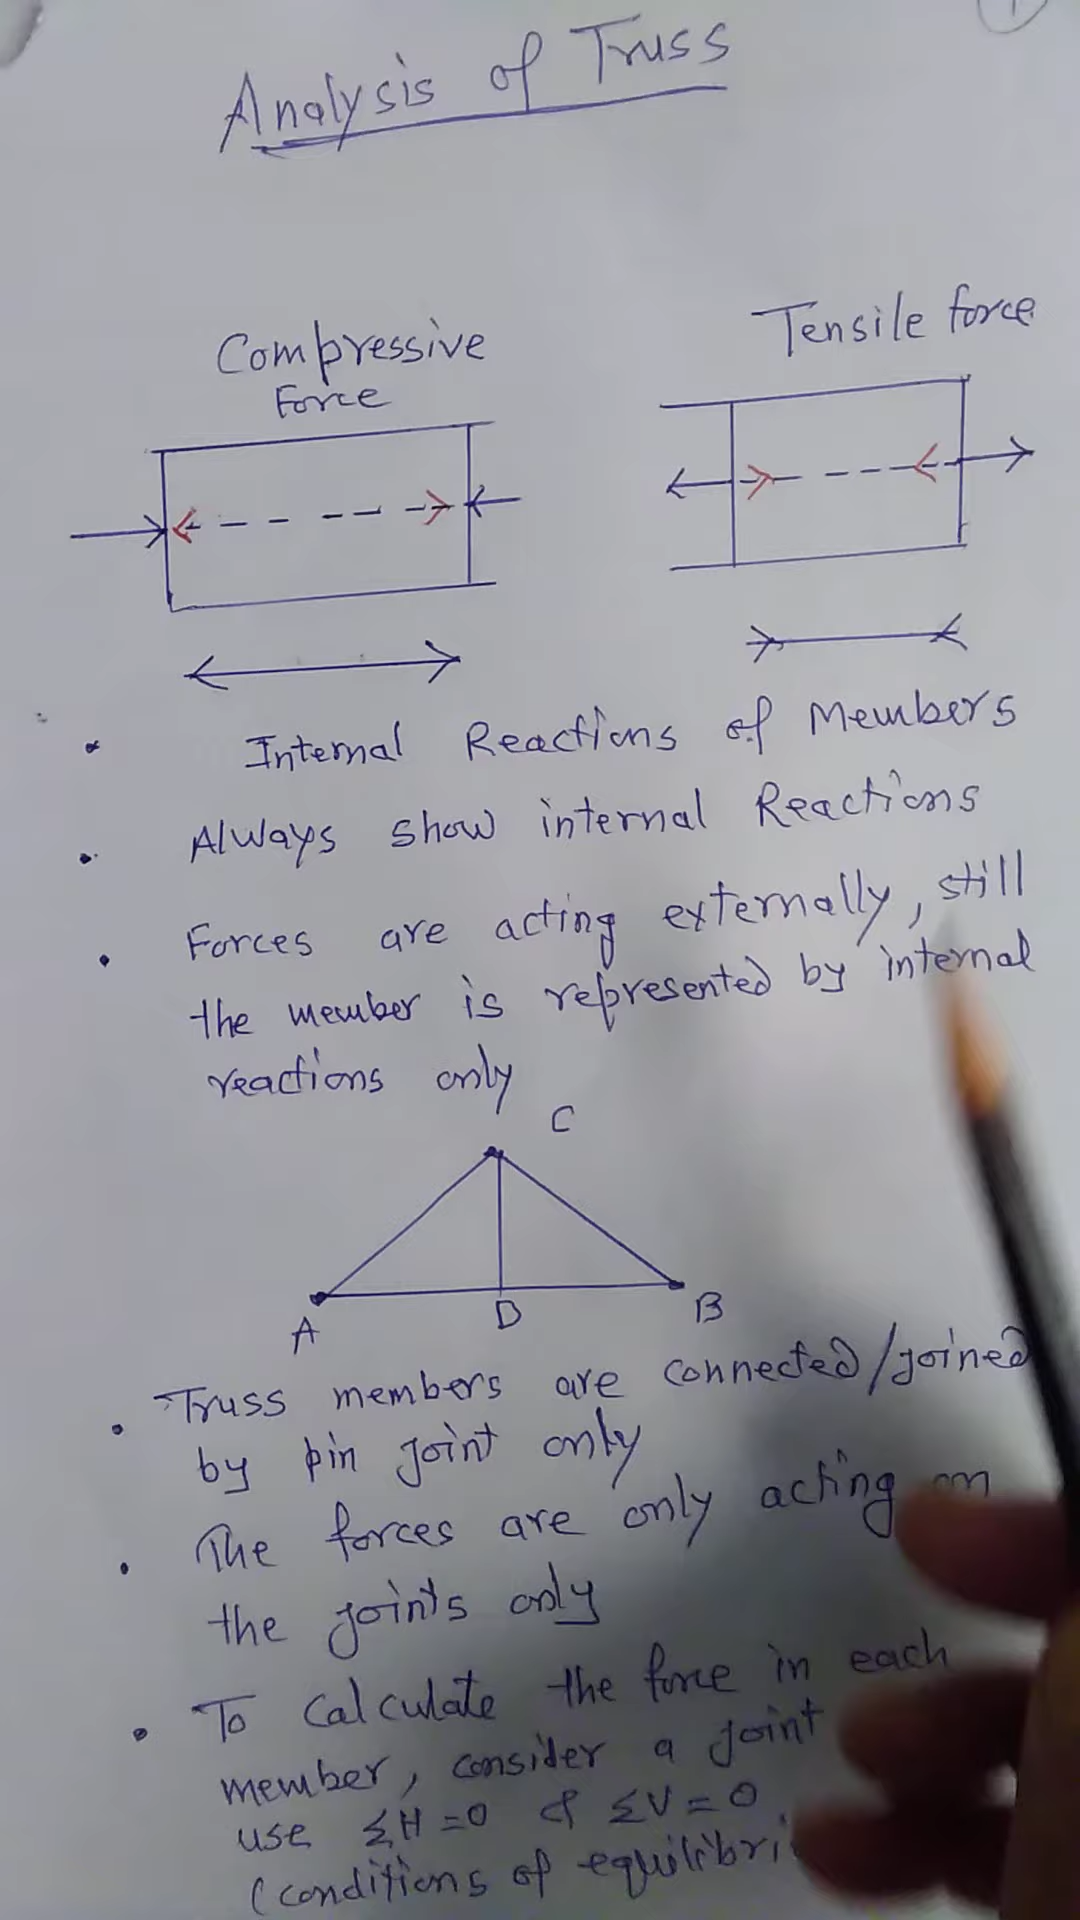 Analysis of Truss
Compressive
Force
Tensile force
Internal Reactions of Members
Always show internal Reactions
Forces are acting externally, still
the member is represented by internal
reactions only
C
A
D
B
Truss members are connected/joined
by pin joint only
The forces are only acting on
the joints only
To Calculate the force in each
member, consider a joint
use ΣH=0 & ΣV=0.
(conditions of equilibri